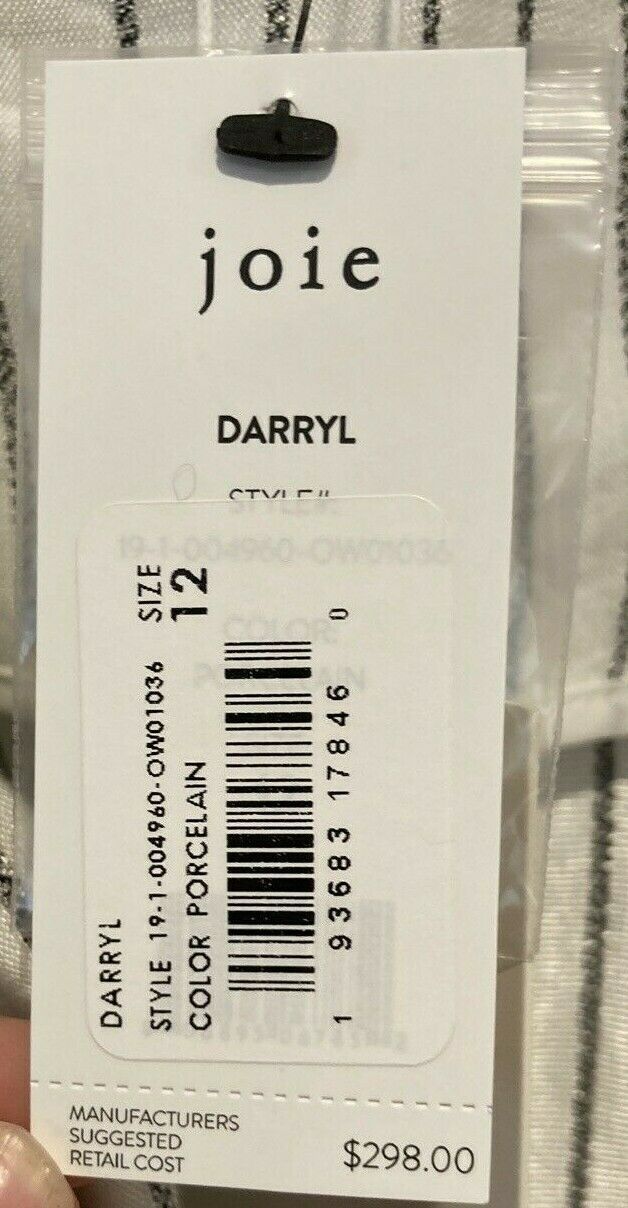 joie
DARRYL
STYLE#:
19-1-004960-OW01036
COLOR:
PORCELAIN
DARRYL
STYLE 19-1-004960-OW01036 SIZE
COLOR PORCELAIN 12
1 93683 17846 0
MANUFACTURERS
SUGGESTED
RETAIL COST
$298.00